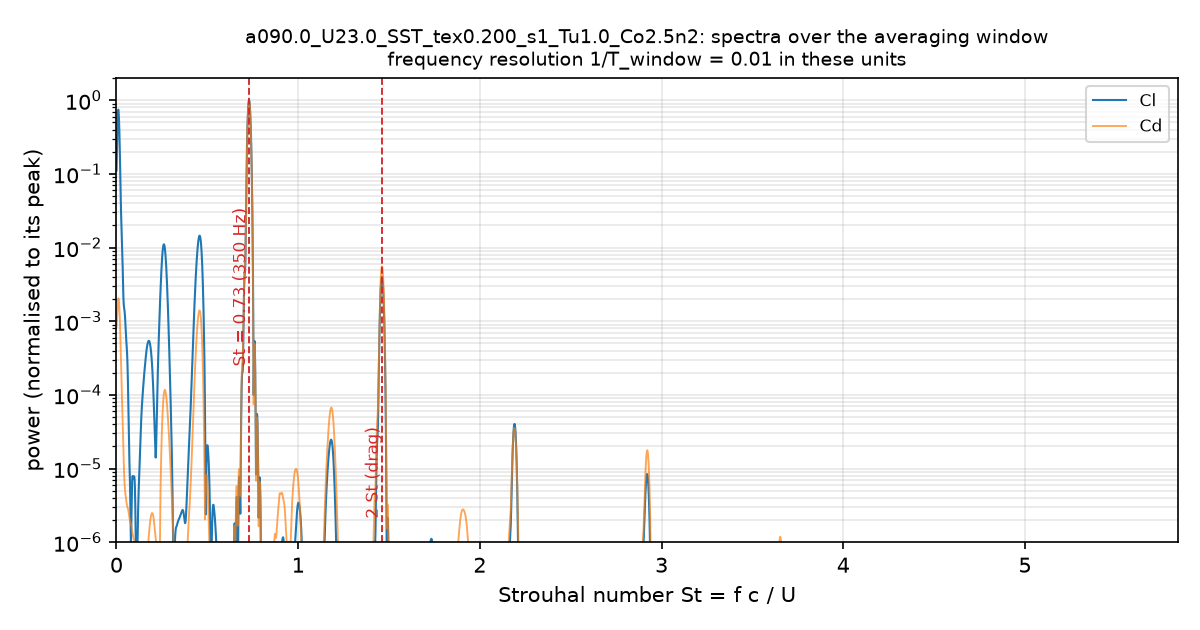 a090.0_U23.0_SST_tex0.200_s1_Tu1.0_Co2.5n2: spectra over the averaging window
frequency resolution 1/T_window = 0.01 in these units
Cl
Cd
power (normalised to its peak)
10⁰
10⁻¹
10⁻²
10⁻³
10⁻⁴
10⁻⁵
10⁻⁶
St = 0.73 (350 Hz)
2 St (drag)
0 1 2 3 4 5
Strouhal number St = f c / U